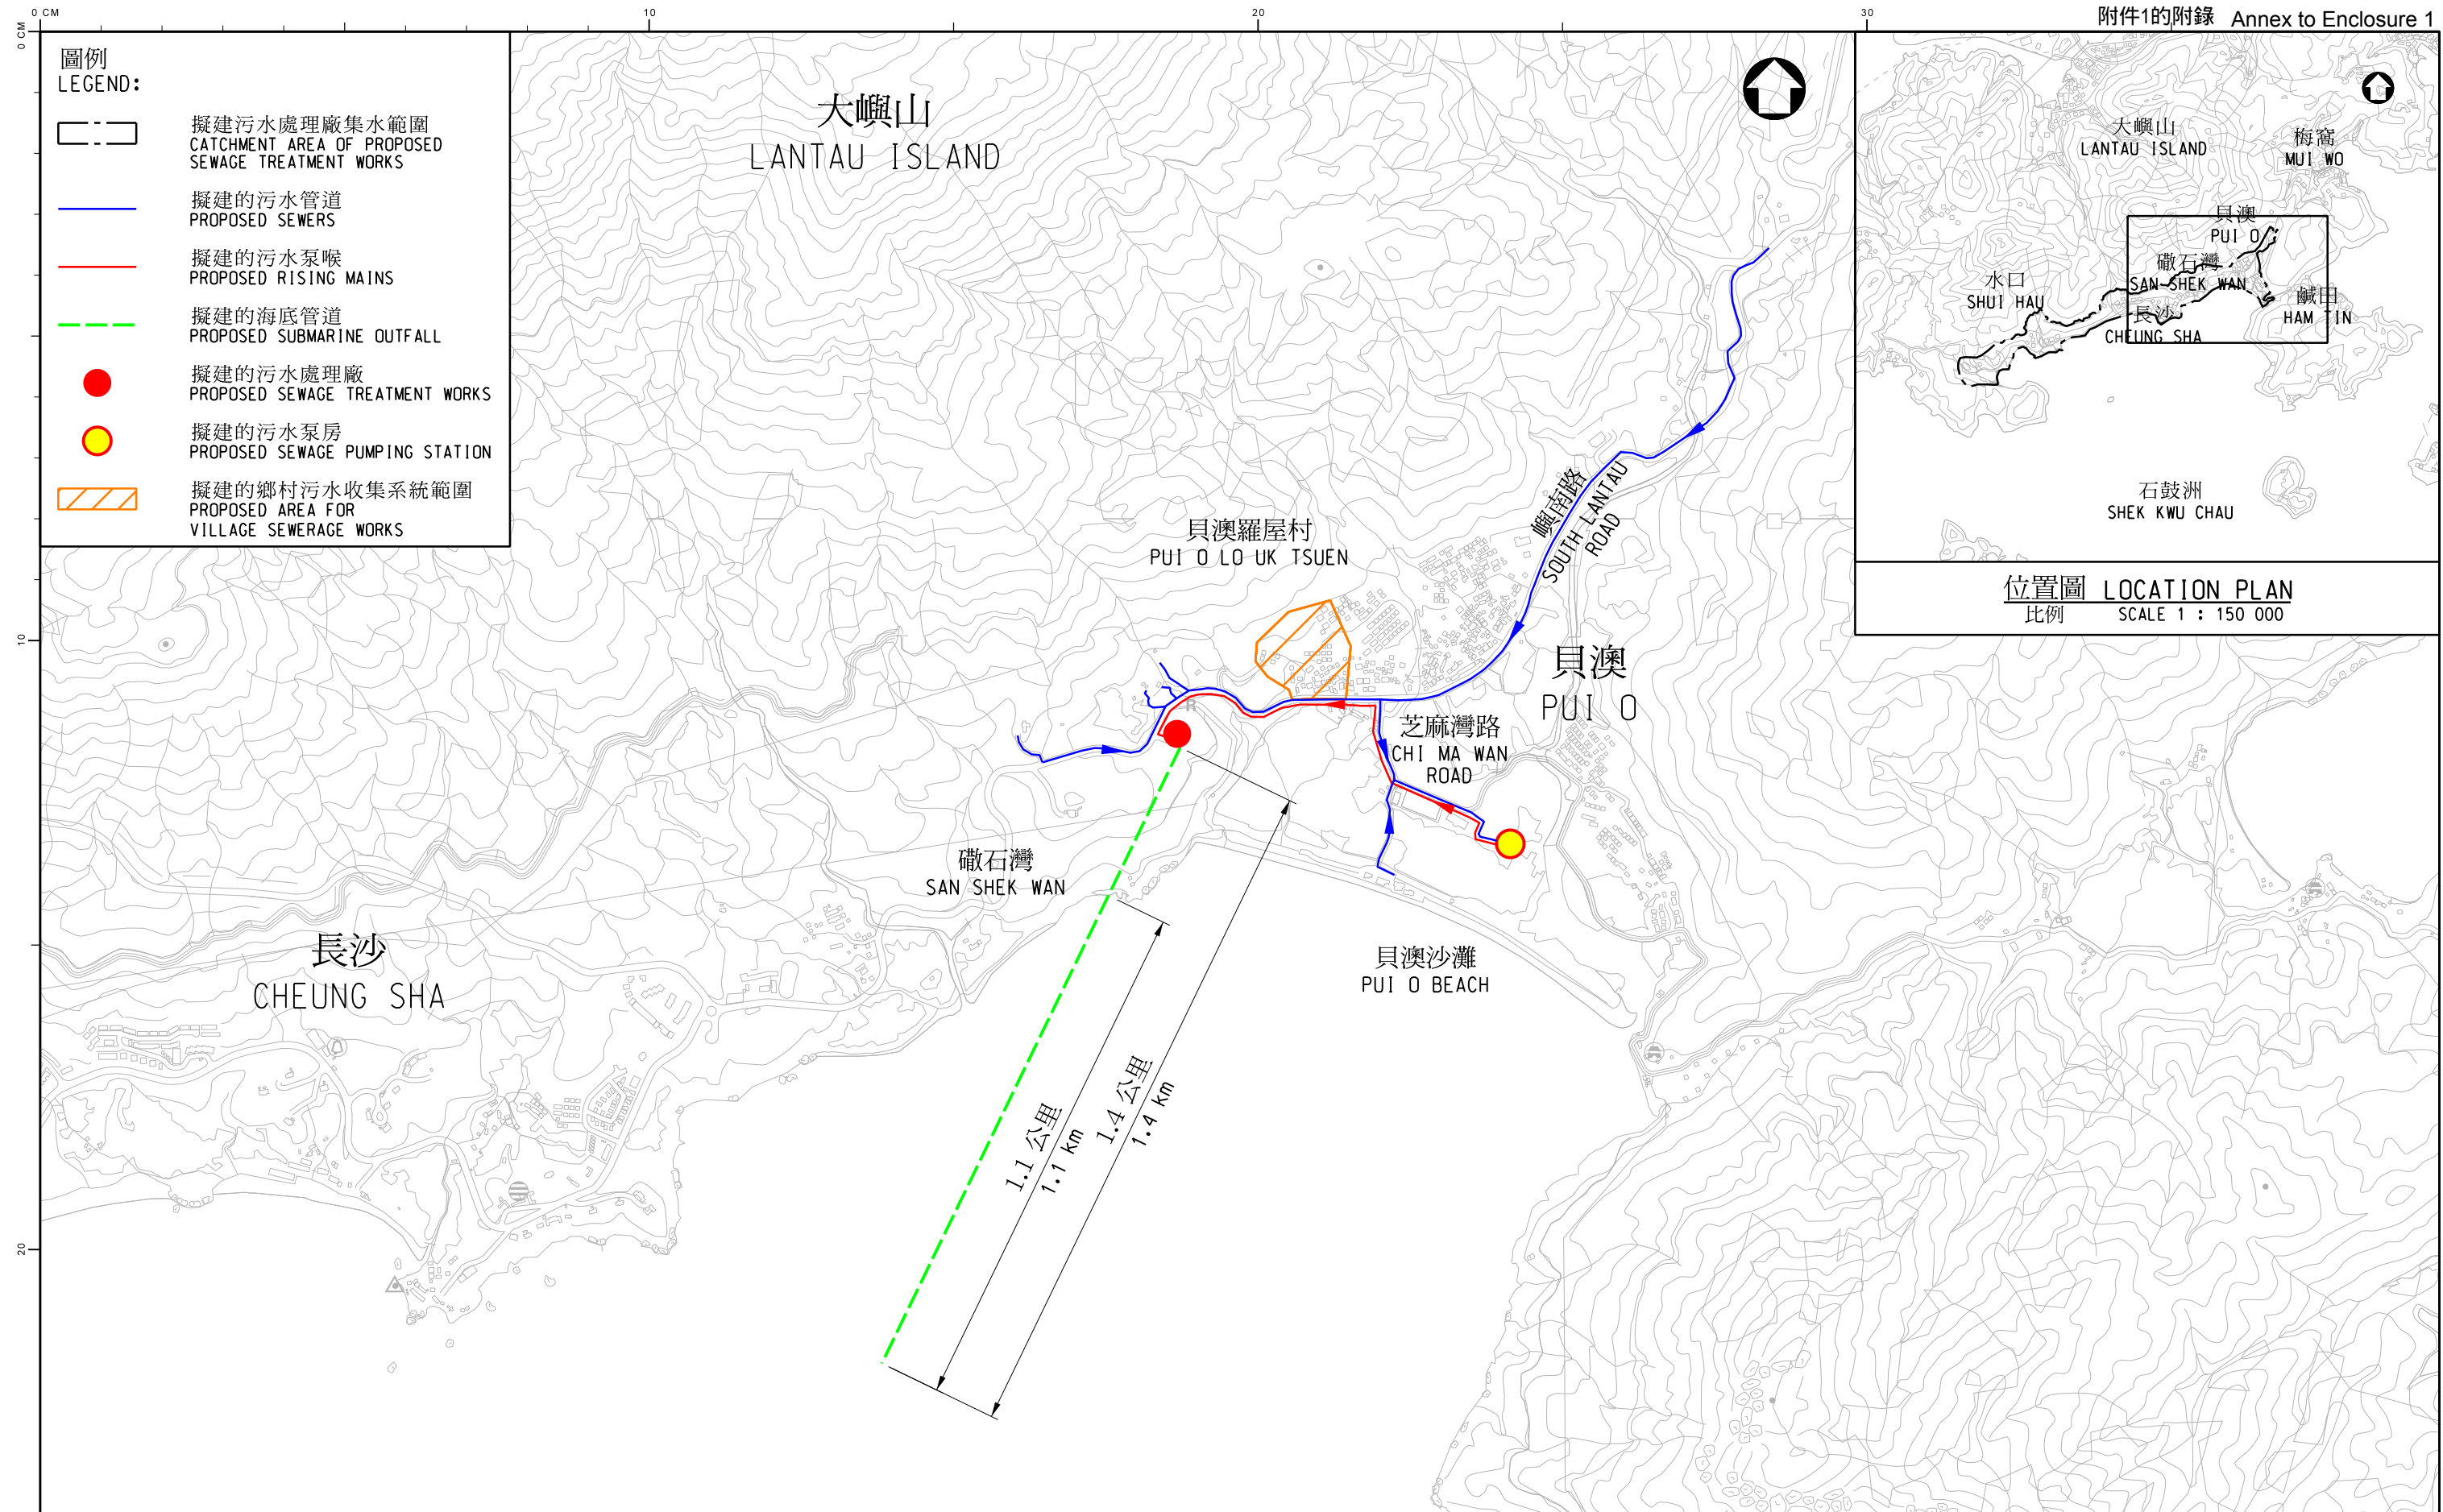 0 CM
10
20
30
附件1的附錄 Annex to Enclosure 1
0 CM
10
20
圖例
LEGEND:
擬建污水處理廠集水範圍
CATCHMENT AREA OF PROPOSED
SEWAGE TREATMENT WORKS
擬建的污水管道
PROPOSED SEWERS
擬建的污水泵喉
PROPOSED RISING MAINS
擬建的海底管道
PROPOSED SUBMARINE OUTFALL
擬建的污水處理廠
PROPOSED SEWAGE TREATMENT WORKS
擬建的污水泵房
PROPOSED SEWAGE PUMPING STATION
擬建的鄉村污水收集系統範圍
PROPOSED AREA FOR
VILLAGE SEWERAGE WORKS
大嶼山
LANTAU ISLAND
嶼南路
SOUTH LANTAU
ROAD
貝澳羅屋村
PUI O LO UK TSUEN
貝澳
PUI O
芝麻灣路
CHI MA WAN
ROAD
R
磡石灣
SAN SHEK WAN
長沙
CHEUNG SHA
貝澳沙灘
PUI O BEACH
1.1 公里
1.1 km
1.4 公里
1.4 km
大嶼山
LANTAU ISLAND
梅窩
MUI WO
貝澳
PUI O
磡石灣
SAN SHEK WAN
水口
SHUI HAU
鹹田
HAM TIN
長沙
CHEUNG SHA
石鼓洲
SHEK KWU CHAU
位置圖 LOCATION PLAN
比例 SCALE 1 : 150 000